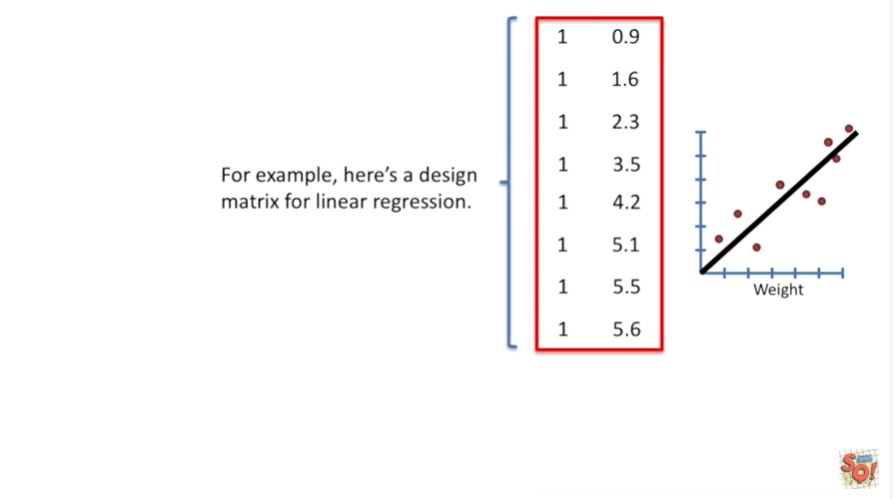 1 0.9
1 1.6
1 2.3
For example, here's a design
matrix for linear regression.
1 3.5
1 4.2
1 5.1
1 5.5
1 5.6
Weight
SO!